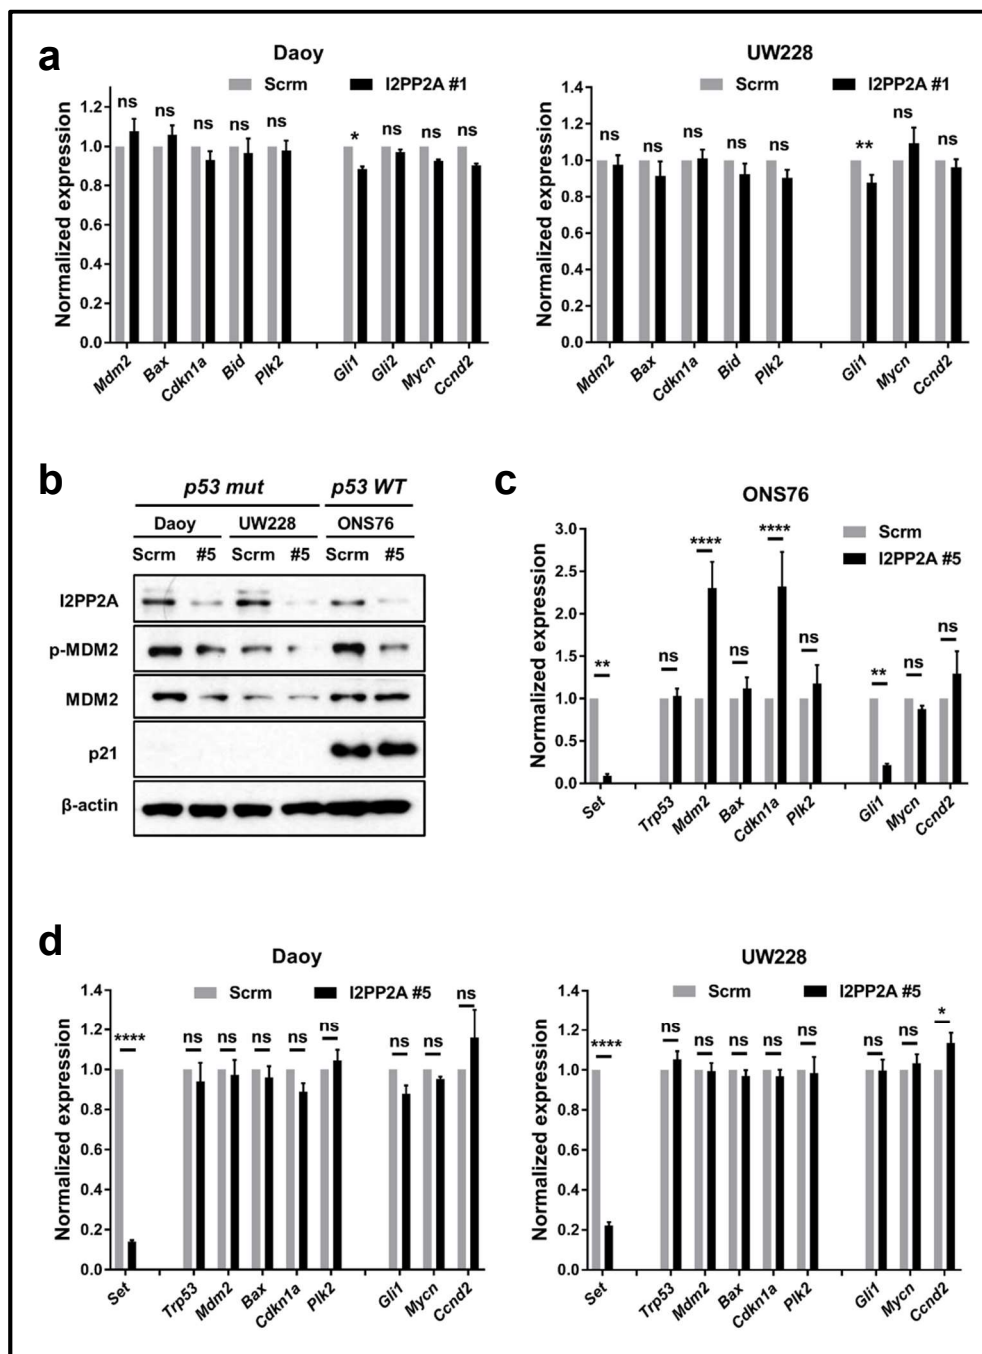 a
Daoy
Scrm I2PP2A #1
Normalized expression
1.2
1.0
0.8
0.6
0.4
0.2
0.0
ns ns ns ns ns * ns ns ns
Mdm2 Bax Cdkn1a Bid Plk2 Gli1 Gli2 Mycn Ccnd2
UW228
Scrm I2PP2A #1
Normalized expression
1.4
1.2
1.0
0.8
0.6
0.4
0.2
0.0
ns ns ns ns ns ** ns ns
Mdm2 Bax Cdkn1a Bid Plk2 Gli1 Mycn Ccnd2
b
p53 mut p53 WT
Daoy UW228 ONS76
Scrm #5 Scrm #5 Scrm #5
I2PP2A
p-MDM2
MDM2
p21
β-actin
c
ONS76
Scrm
I2PP2A #5
Normalized expression
3.0
2.5
2.0
1.5
1.0
0.5
0.0
** ns **** ns **** ns ** ns ns
Set Trp53 Mdm2 Bax Cdkn1a Plk2 Gli1 Mycn Ccnd2
d
Daoy
Scrm I2PP2A #5
Normalized expression
1.4
1.2
1.0
0.8
0.6
0.4
0.2
0.0
**** ns ns ns ns ns ns ns ns
Set Trp53 Mdm2 Bax Cdkn1a Plk2 Gli1 Mycn Ccnd2
UW228
Scrm I2PP2A #5
Normalized expression
1.4
1.2
1.0
0.8
0.6
0.4
0.2
0.0
**** ns ns ns ns ns ns ns *
Set Trp53 Mdm2 Bax Cdkn1a Plk2 Gli1 Mycn Ccnd2